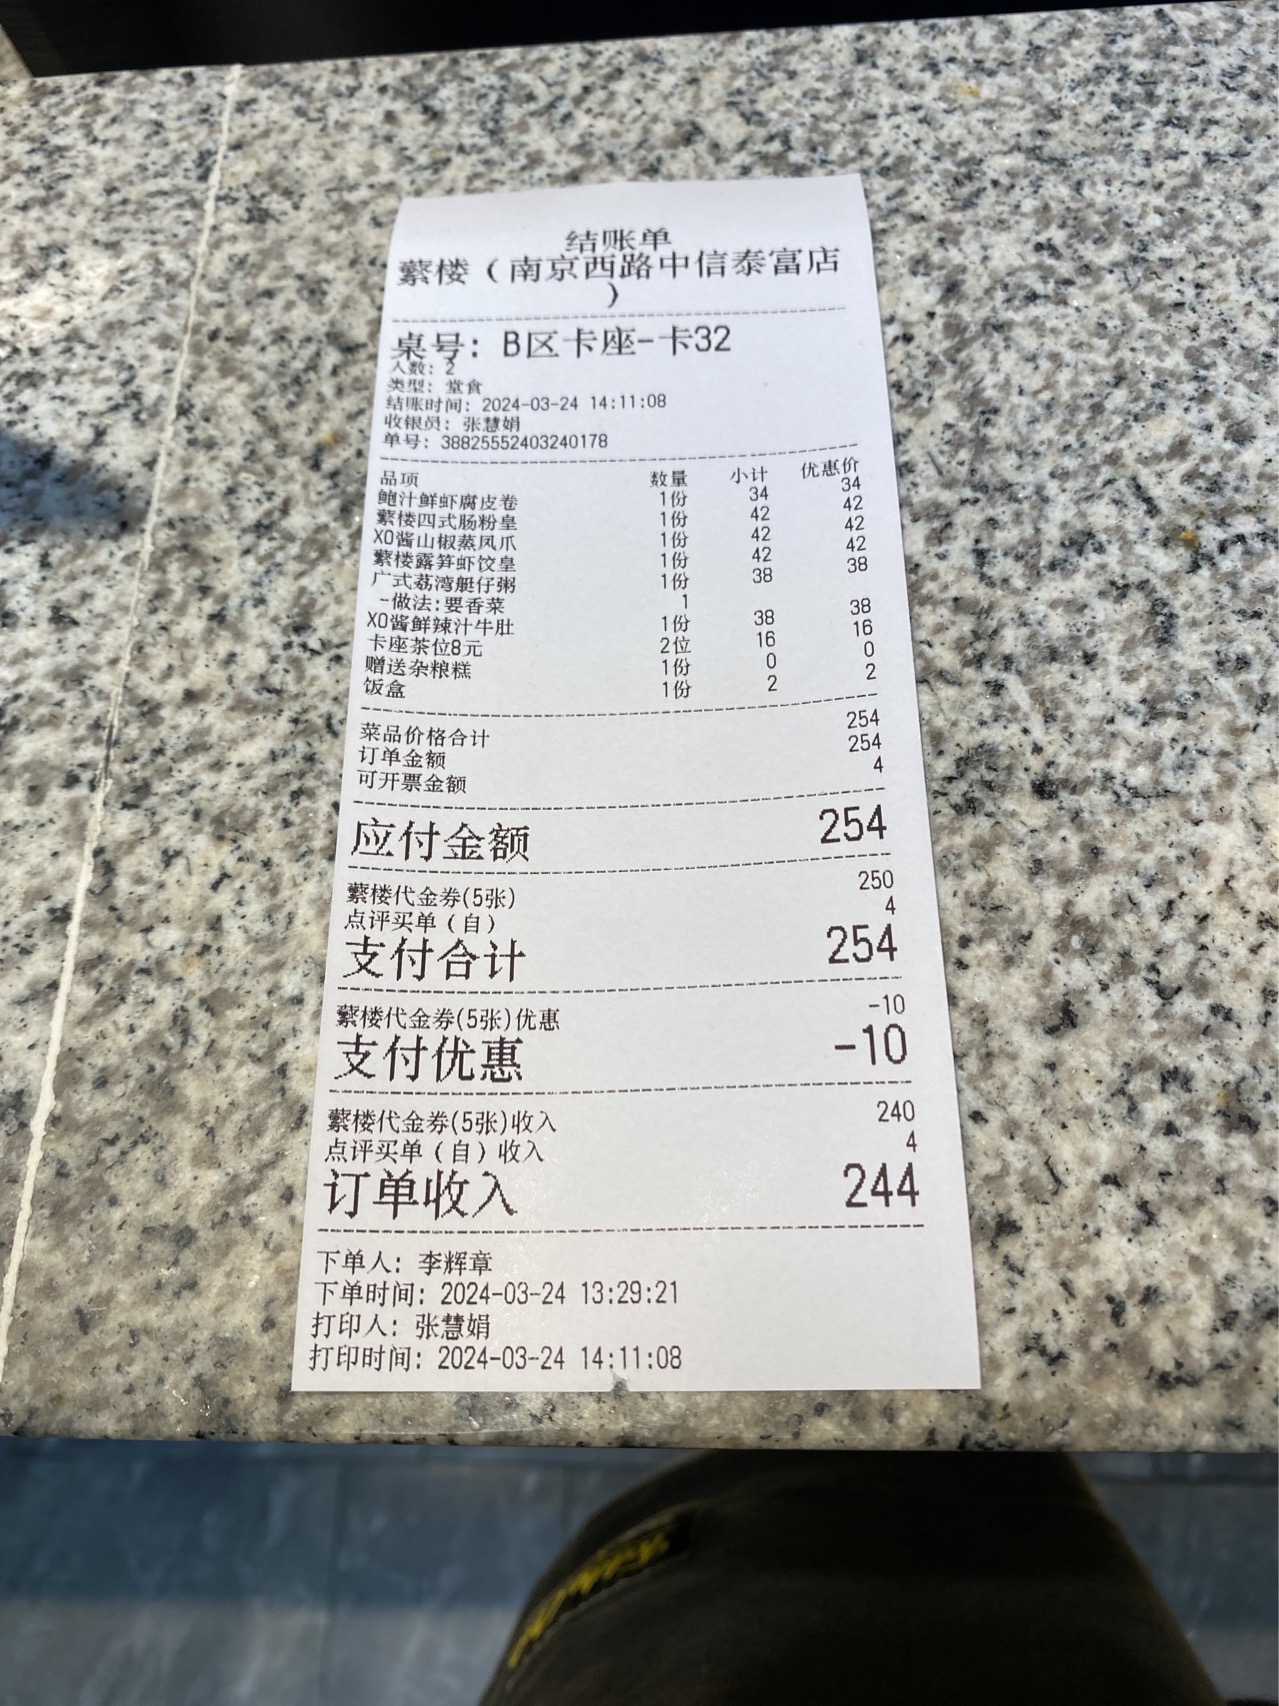 结账单
蘩楼（南京西路中信泰富店
）
桌号：B区卡座-卡32
人数：2
类型：堂食
结账时间：2024-03-24 14:11:08
收银员：张慧娟
单号：38825552403240178
品项 数量 小计 优惠价
鲍汁鲜虾腐皮卷 1份 34 34
蘩楼四式肠粉皇 1份 42 42
XO酱山椒蒸凤爪 1份 42 42
蘩楼露笋虾饺皇 1份 42 42
广式荔湾艇仔粥 1份 38 38
-做法:要香菜 1
XO酱鲜辣汁牛肚 1份 38 38
卡座茶位8元 2位 16 16
赠送杂粮糕 1份 0 0
饭盒 1份 2 2
菜品价格合计 254
订单金额 254
可开票金额 4
应付金额 254
蘩楼代金券(5张) 250
点评买单（自） 4
支付合计 254
蘩楼代金券(5张)优惠 -10
支付优惠 -10
蘩楼代金券(5张)收入 240
点评买单（自）收入 4
订单收入 244
下单人：李辉章
下单时间：2024-03-24 13:29:21
打印人：张慧娟
打印时间：2024-03-24 14:11:08